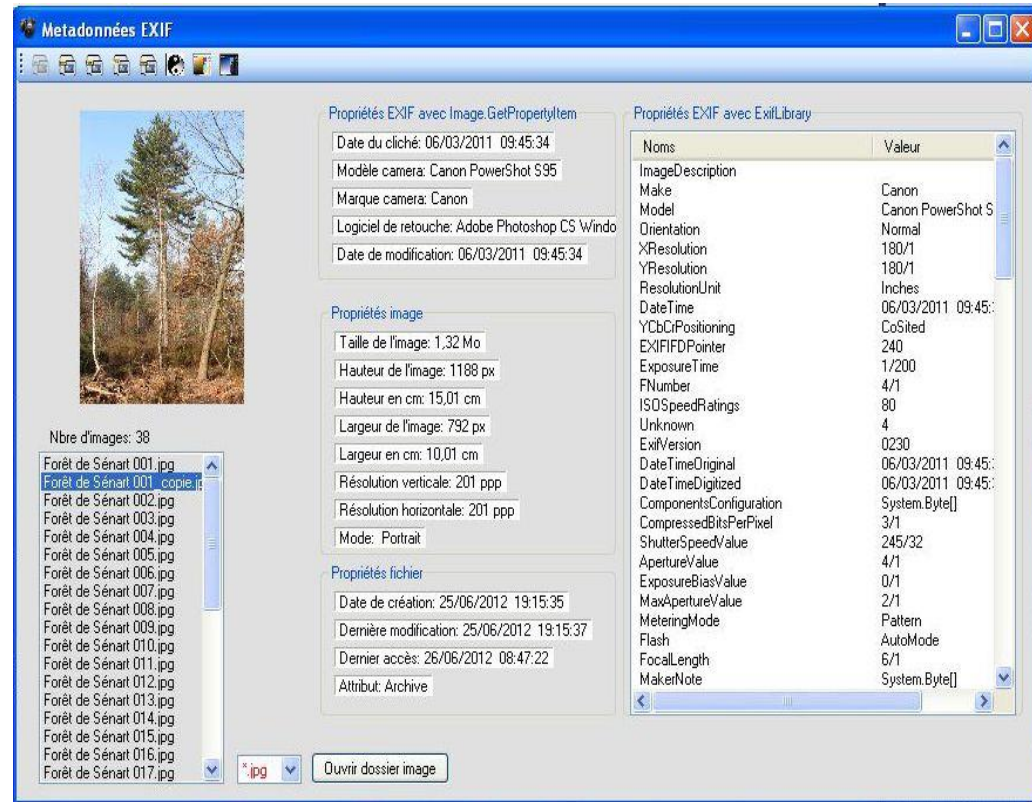 Metadonnées EXIF
Nbre d'images: 38
Forêt de Sénart 001.jpg
Forêt de Sénart 001_copie.jp
Forêt de Sénart 002.jpg
Forêt de Sénart 003.jpg
Forêt de Sénart 004.jpg
Forêt de Sénart 005.jpg
Forêt de Sénart 006.jpg
Forêt de Sénart 007.jpg
Forêt de Sénart 008.jpg
Forêt de Sénart 009.jpg
Forêt de Sénart 010.jpg
Forêt de Sénart 011.jpg
Forêt de Sénart 012.jpg
Forêt de Sénart 013.jpg
Forêt de Sénart 014.jpg
Forêt de Sénart 015.jpg
Forêt de Sénart 016.jpg
Forêt de Sénart 017.jpg
*.jpg
Ouvrir dossier image
Propriétés EXIF avec Image.GetPropertyItem
Date du cliché: 06/03/2011 09:45:34
Modèle camera: Canon PowerShot S95
Marque camera: Canon
Logiciel de retouche: Adobe Photoshop CS Windo
Date de modification: 06/03/2011 09:45:34
Propriétés image
Taille de l'image: 1,32 Mo
Hauteur de l'image: 1188 px
Hauteur en cm: 15,01 cm
Largeur de l'image: 792 px
Largeur en cm: 10,01 cm
Résolution verticale: 201 ppp
Résolution horizontale: 201 ppp
Mode: Portrait
Propriétés fichier
Date de création: 25/06/2012 19:15:35
Dernière modification: 25/06/2012 19:15:37
Dernier accès: 26/06/2012 08:47:22
Attribut: Archive
Propriétés EXIF avec ExifLibrary
Noms Valeur
ImageDescription
Make Canon
Model Canon PowerShot S
Orientation Normal
XResolution 180/1
YResolution 180/1
ResolutionUnit Inches
DateTime 06/03/2011 09:45:
YCbCrPositioning CoSited
EXIFIFDPointer 240
ExposureTime 1/200
FNumber 4/1
ISOSpeedRatings 80
Unknown 4
ExifVersion 0230
DateTimeOriginal 06/03/2011 09:45:
DateTimeDigitized 06/03/2011 09:45:
ComponentsConfiguration System.Byte[]
CompressedBitsPerPixel 3/1
ShutterSpeedValue 245/32
ApertureValue 4/1
ExposureBiasValue 0/1
MaxApertureValue 2/1
MeteringMode Pattern
Flash AutoMode
FocalLength 6/1
MakerNote System.Byte[]